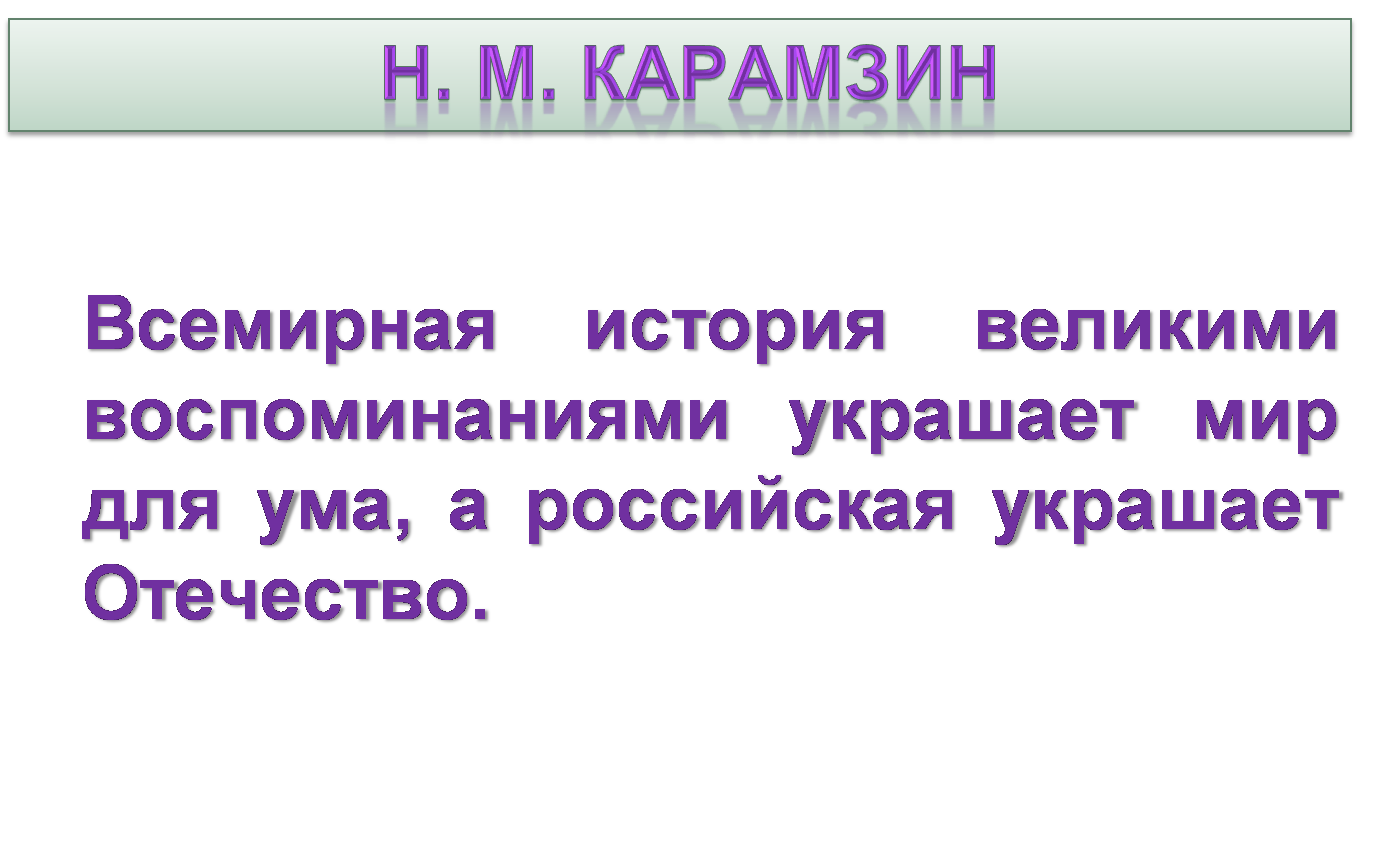 Н. М. КАРАМЗИН
Всемирная история великими
воспоминаниями украшает мир
для ума, а российская украшает
Отечество.